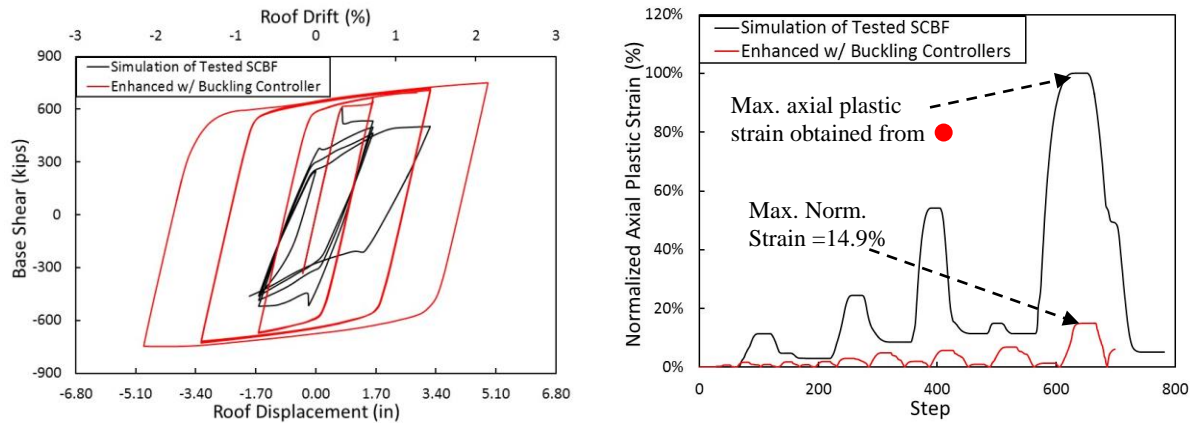 Roof Drift (%)
-3 -2 -1 0 1 2 3
900
600
300
0
-300
-600
-900
Base Shear (kips)
Simulation of Tested SCBF
Enhanced w/ Buckling Controller
-6.80 -5.10 -3.40 -1.70 0.00 1.70 3.40 5.10 6.80
Roof Displacement (in)
120%
100%
80%
60%
40%
20%
0%
Normalized Axial Plastic Strain (%)
Simulation of Tested SCBF
Enhanced w/ Buckling Controllers
Max. axial plastic
strain obtained from
Max. Norm.
Strain =14.9%
0 200 400 600 800
Step